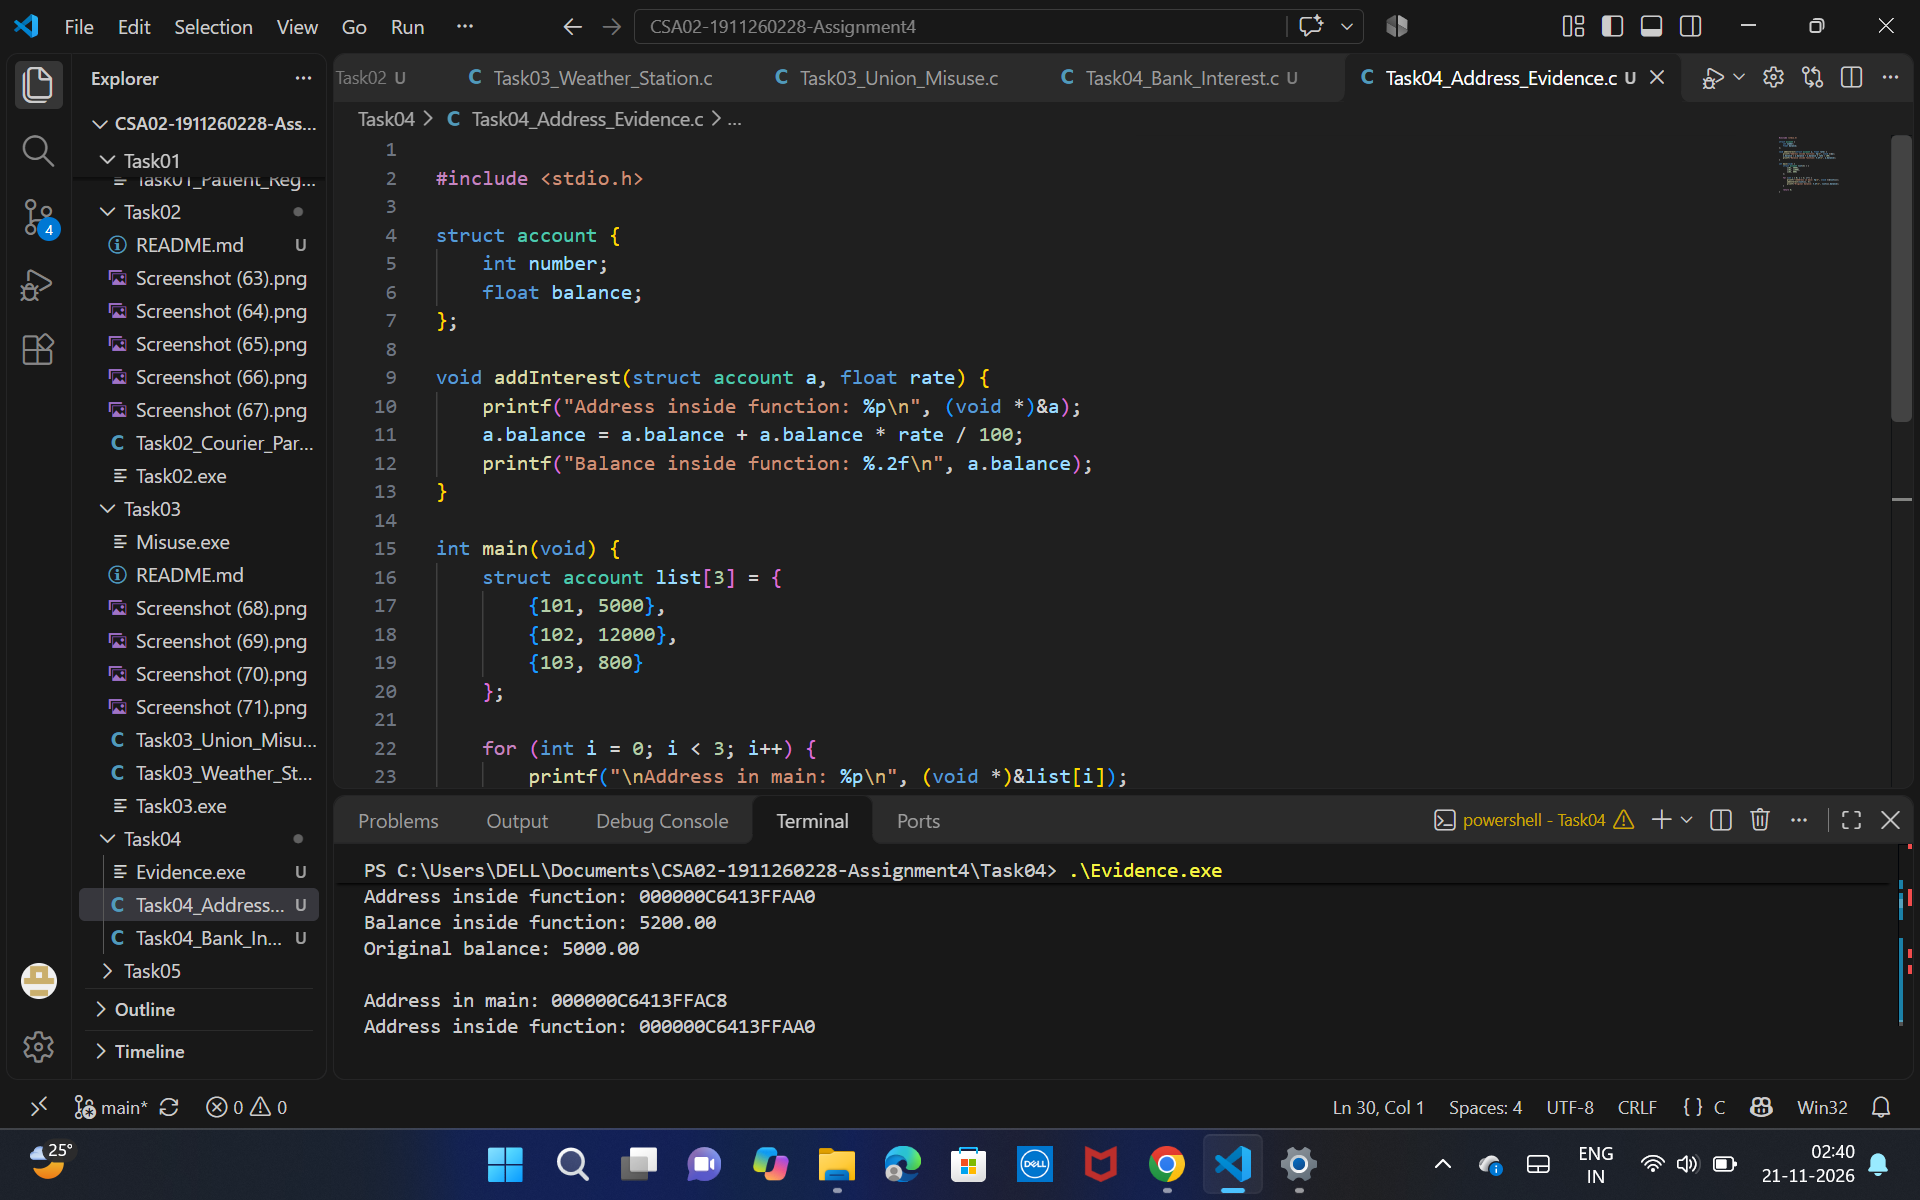 File Edit Selection View Go Run ... CSA02-1911260228-Assignment4
Explorer ...
CSA02-1911260228-Ass...
Task01
Task01_Patient_Reg...
Task02
README.md U
Screenshot (63).png
Screenshot (64).png
Screenshot (65).png
Screenshot (66).png
Screenshot (67).png
Task02_Courier_Par...
Task02.exe
Task03
Misuse.exe
README.md
Screenshot (68).png
Screenshot (69).png
Screenshot (70).png
Screenshot (71).png
Task03_Union_Misu...
Task03_Weather_St...
Task03.exe
Task04
Evidence.exe U
Task04_Address... U
Task04_Bank_In... U
Task05
Outline
Timeline
4
Task02 U C Task03_Weather_Station.c C Task03_Union_Misuse.c C Task04_Bank_Interest.c U C Task04_Address_Evidence.c U
Task04 > C Task04_Address_Evidence.c > ...
1
2 #include <stdio.h>
3
4 struct account {
5 int number;
6 float balance;
7 };
8
9 void addInterest(struct account a, float rate) {
10 printf("Address inside function: %p\n", (void *)&a);
11 a.balance = a.balance + a.balance * rate / 100;
12 printf("Balance inside function: %.2f\n", a.balance);
13 }
14
15 int main(void) {
16 struct account list[3] = {
17 {101, 5000},
18 {102, 12000},
19 {103, 800}
20 };
21
22 for (int i = 0; i < 3; i++) {
23 printf("\nAddress in main: %p\n", (void *)&list[i]);
Problems Output Debug Console Terminal Ports powershell - Task04
PS C:\Users\DELL\Documents\CSA02-1911260228-Assignment4\Task04> .\Evidence.exe
Address inside function: 000000C6413FFAA0
Balance inside function: 5200.00
Original balance: 5000.00
Address in main: 000000C6413FFAC8
Address inside function: 000000C6413FFAA0
main* 0 0 Ln 30, Col 1 Spaces: 4 UTF-8 CRLF {} C Win32
25° DELL ENG 02:40
IN 21-11-2026